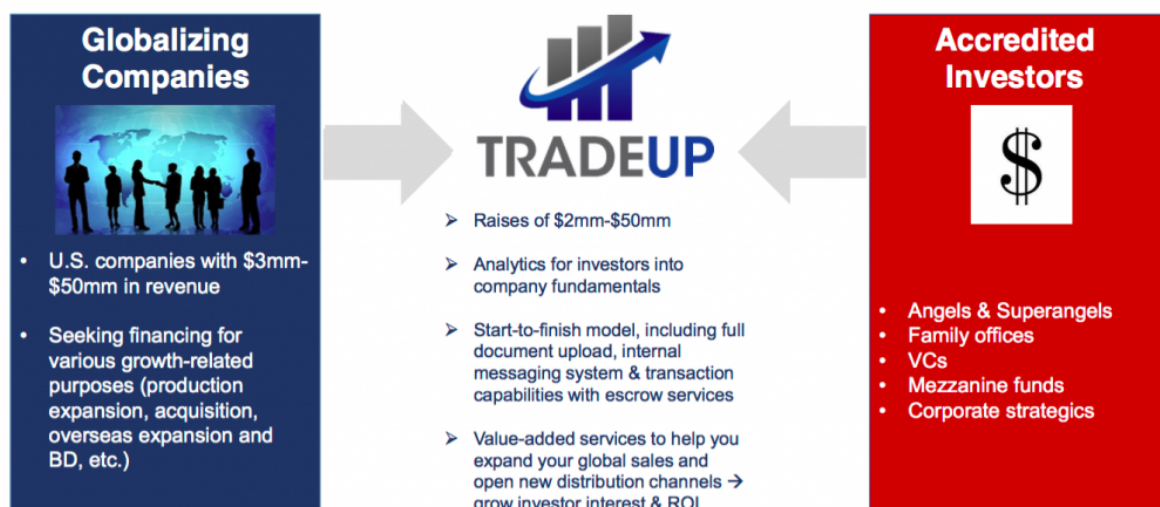 Globalizing
Companies
• U.S. companies with $3mm-
$50mm in revenue
• Seeking financing for
various growth-related
purposes (production
expansion, acquisition,
overseas expansion and
BD, etc.)
TRADEUP
➢ Raises of $2mm-$50mm
➢ Analytics for investors into
company fundamentals
➢ Start-to-finish model, including full
document upload, internal
messaging system & transaction
capabilities with escrow services
➢ Value-added services to help you
expand your global sales and
open new distribution channels →
grow investor interest & ROI
Accredited
Investors
$
• Angels & Superangels
• Family offices
• VCs
• Mezzanine funds
• Corporate strategics